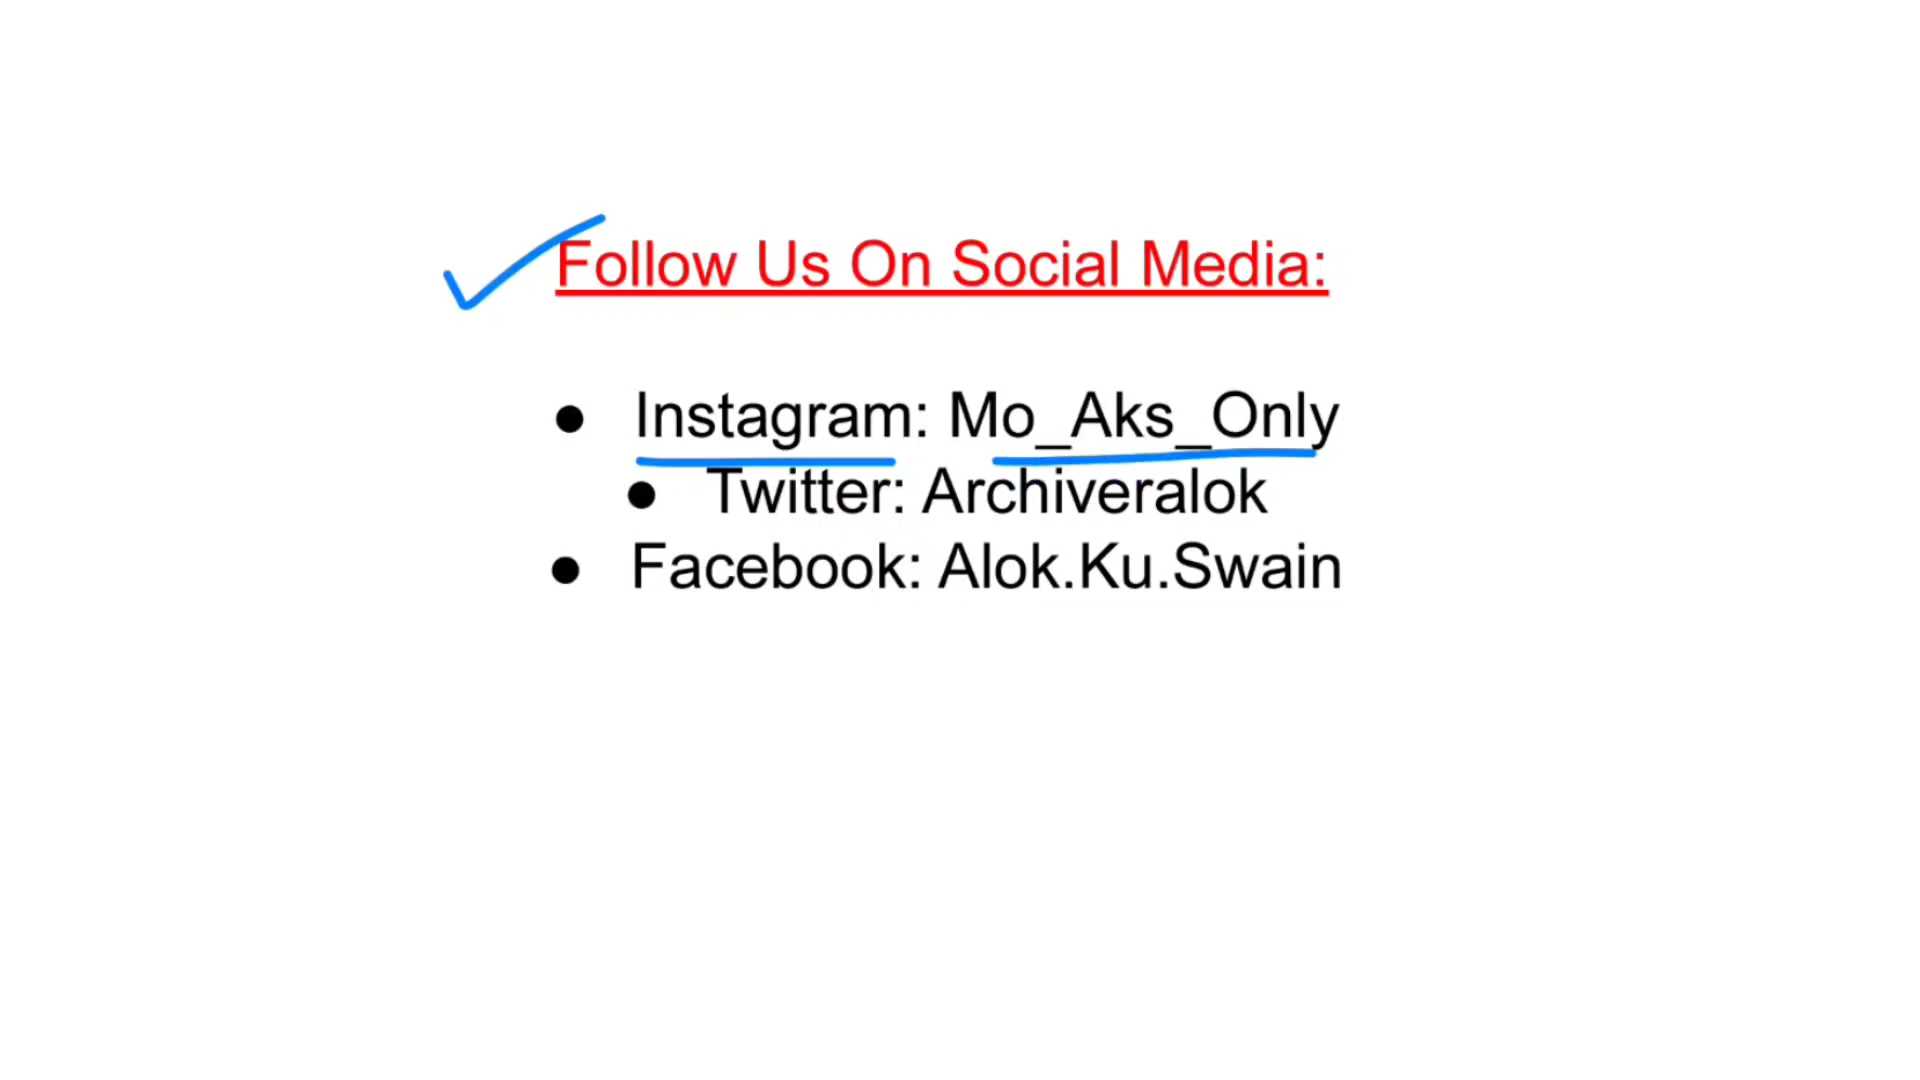 Follow Us On Social Media:
● Instagram: Mo_Aks_Only
● Twitter: Archiveralok
● Facebook: Alok.Ku.Swain